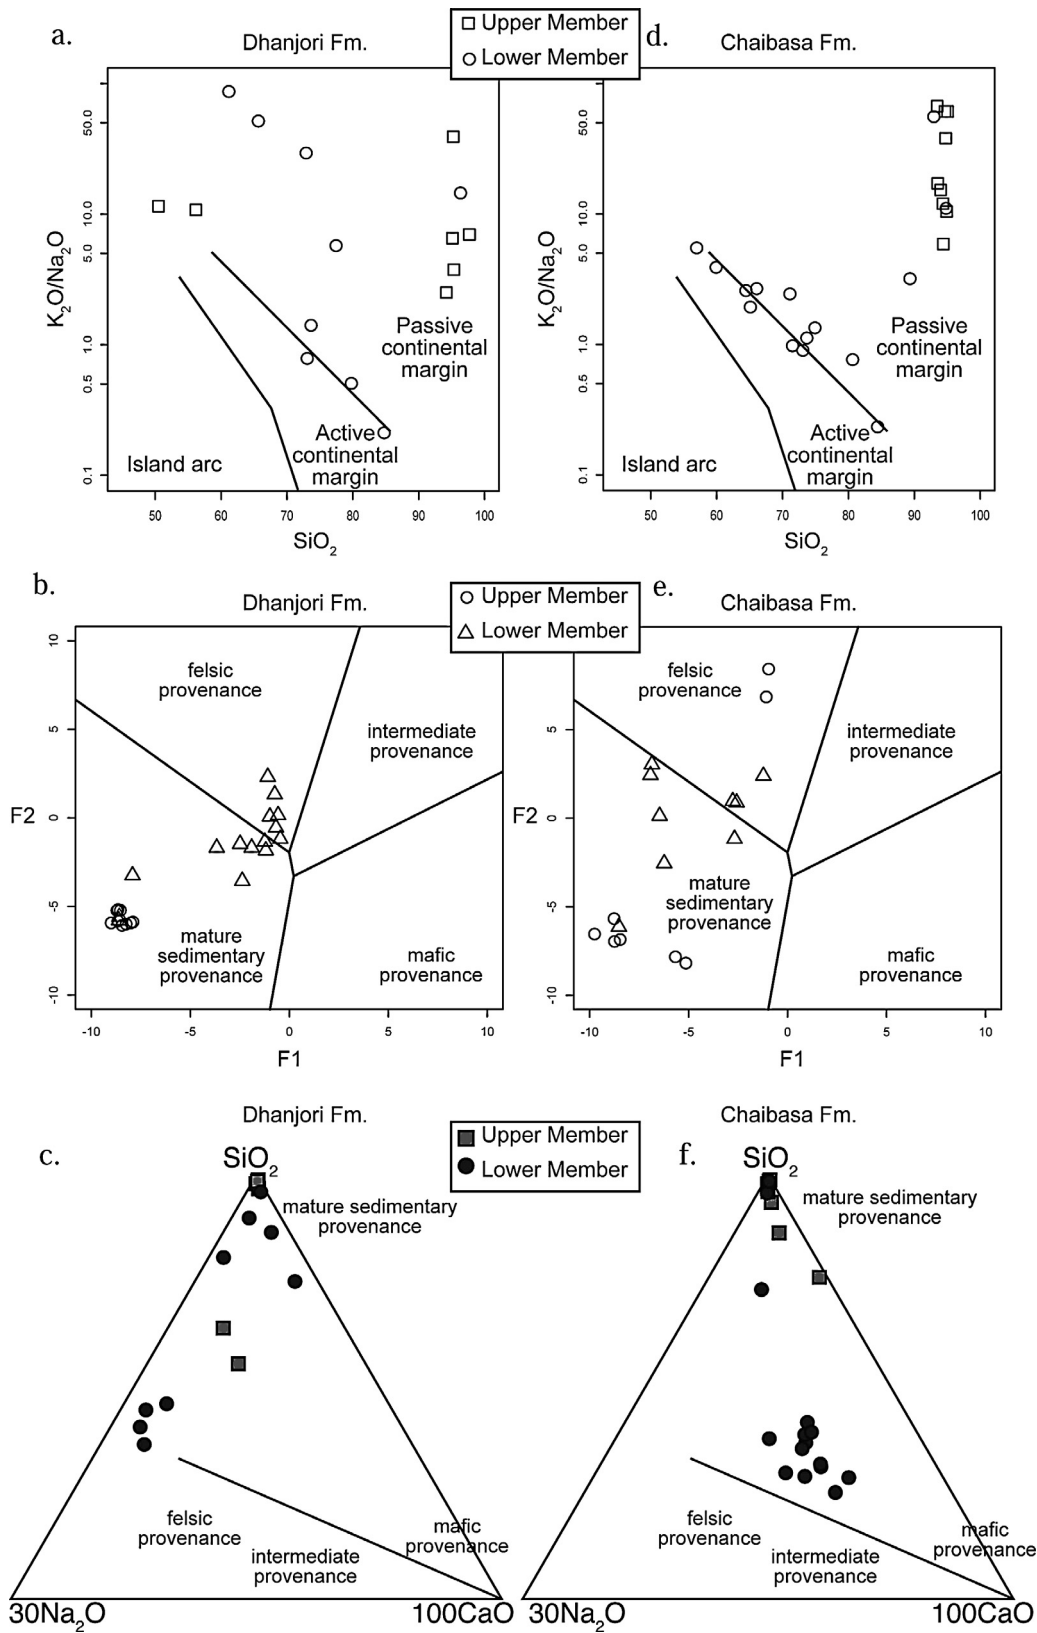 a.
Dhanjori Fm.
Upper Member
Lower Member
d.
Chaibasa Fm.
K2O/Na2O
50.0
10.0
5.0
1.0
0.5
0.1
Passive
continental
margin
Active
continental
margin
Island arc
50 60 70 80 90 100
SiO2
K2O/Na2O
50.0
10.0
5.0
1.0
0.5
0.1
Passive
continental
margin
Active
continental
margin
Island arc
50 60 70 80 90 100
SiO2
b.
Dhanjori Fm.
Upper Member
Lower Member
e.
Chaibasa Fm.
F2
10
5
0
-5
-10
felsic
provenance
intermediate
provenance
mature
sedimentary
provenance
mafic
provenance
-10 -5 0 5 10
F1
F2
5
0
-5
-10
felsic
provenance
intermediate
provenance
mature
sedimentary
provenance
mafic
provenance
-10 -5 0 5 10
F1
c.
Dhanjori Fm.
Upper Member
Lower Member
f.
Chaibasa Fm.
SiO2
mature sedimentary
provenance
felsic
provenance
intermediate
provenance
mafic
provenance
30Na2O
100CaO
SiO2
mature sedimentary
provenance
felsic
provenance
intermediate
provenance
mafic
provenance
30Na2O
100CaO